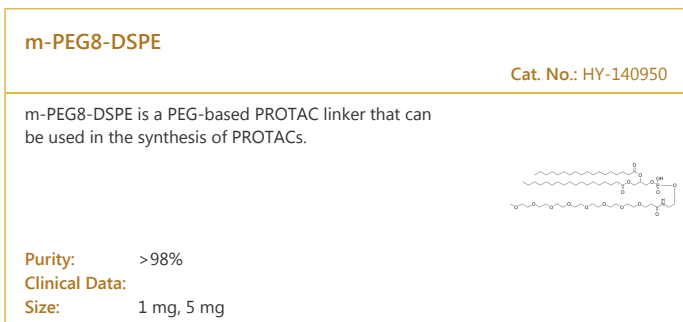 m-PEG8-DSPE
Cat. No.: HY-140950
m-PEG8-DSPE is a PEG-based PROTAC linker that can
be used in the synthesis of PROTACs.
Purity: >98%
Clinical Data:
Size: 1 mg, 5 mg